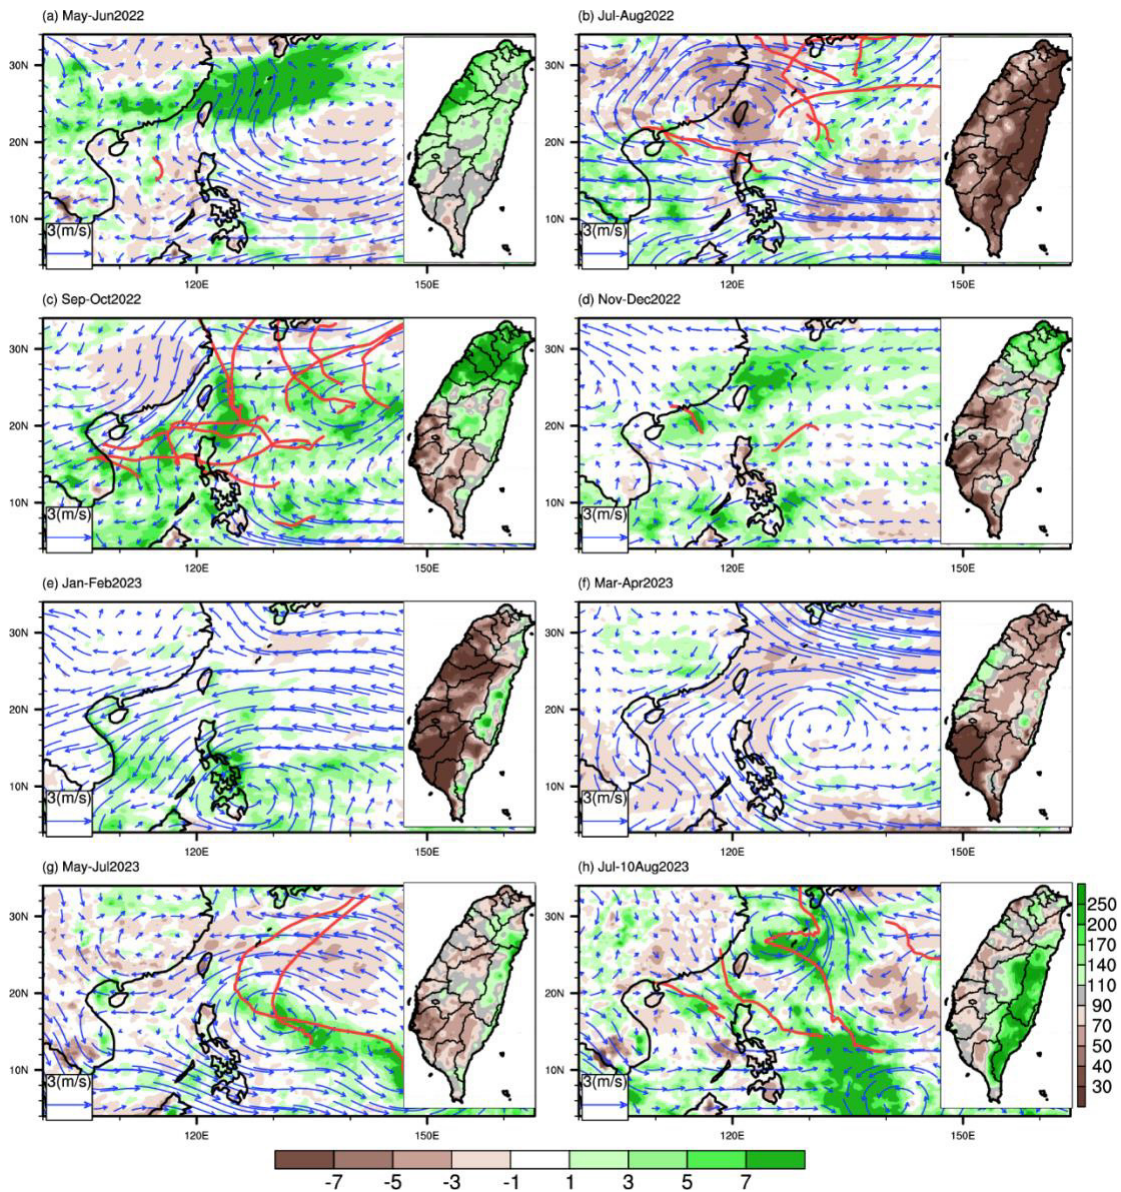 (a) May-Jun2022
(b) Jul-Aug2022
30N
20N
10N
3(m/s)
120E
150E
30N
20N
10N
3(m/s)
120E
150E
(c) Sep-Oct2022
(d) Nov-Dec2022
30N
20N
10N
3(m/s)
120E
150E
30N
20N
10N
3(m/s)
120E
150E
(e) Jan-Feb2023
(f) Mar-Apr2023
30N
20N
10N
3(m/s)
120E
150E
30N
20N
10N
3(m/s)
120E
150E
(g) May-Jul2023
(h) Jul-10Aug2023
30N
20N
10N
3(m/s)
120E
150E
30N
20N
10N
3(m/s)
120E
150E
250
200
170
140
110
90
70
50
40
30
-7 -5 -3 -1 1 3 5 7